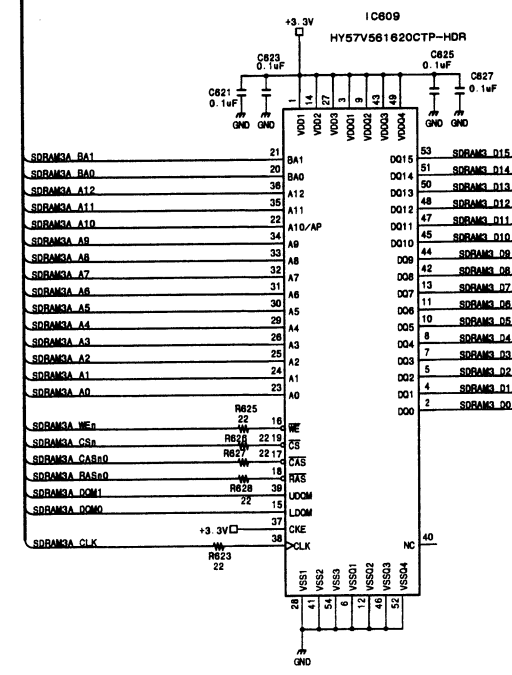 IC609
+3.3V
HY57V561620CTP-HDR
C623
0.1uF
C625
0.1uF
C621
0.1uF
C627
0.1uF
GND GND GND GND
1 14 27 3 9 43 49
VDD1 VDD2 VDD3 VDDQ1 VDDQ2 VDDQ3 VDDQ4
SDRAM3A BA1 21 BA1 DQ15 53 SDRAM3 D15
SDRAM3A BA0 20 BA0 DQ14 51 SDRAM3 D14
SDRAM3A A12 36 A12 DQ13 50 SDRAM3 D13
SDRAM3A A11 35 A11 DQ12 48 SDRAM3 D12
SDRAM3A A10 22 A10/AP DQ11 47 SDRAM3 D11
SDRAM3A A9 34 A9 DQ10 45 SDRAM3 D10
SDRAM3A A8 33 A8 DQ9 44 SDRAM3 D9
SDRAM3A A7 32 A7 DQ8 42 SDRAM3 D8
SDRAM3A A6 31 A6 DQ7 13 SDRAM3 D7
SDRAM3A A5 30 A5 DQ6 11 SDRAM3 D6
SDRAM3A A4 29 A4 DQ5 10 SDRAM3 D5
SDRAM3A A3 26 A3 DQ4 8 SDRAM3 D4
SDRAM3A A2 25 A2 DQ3 7 SDRAM3 D3
SDRAM3A A1 24 A1 DQ2 5 SDRAM3 D2
SDRAM3A A0 23 A0 DQ1 4 SDRAM3 D1
DQ0 2 SDRAM3 D0
R625
22
SDRAM3A WEn 16 WE
SDRAM3A CSn R626 22 19 CS
SDRAM3A CASn0 R627 22 17 CAS
SDRAM3A RASn0 18 RAS
R628
22
SDRAM3A DQM1 39 UDQM
SDRAM3A DQM0 15 LDQM
+3.3V 37 CKE
SDRAM3A CLK 38 CLK NC 40
R623
22
VSS1 VSS2 VSS3 VSSQ1 VSSQ2 VSSQ3 VSSQ4
28 41 54 6 12 46 52
GND